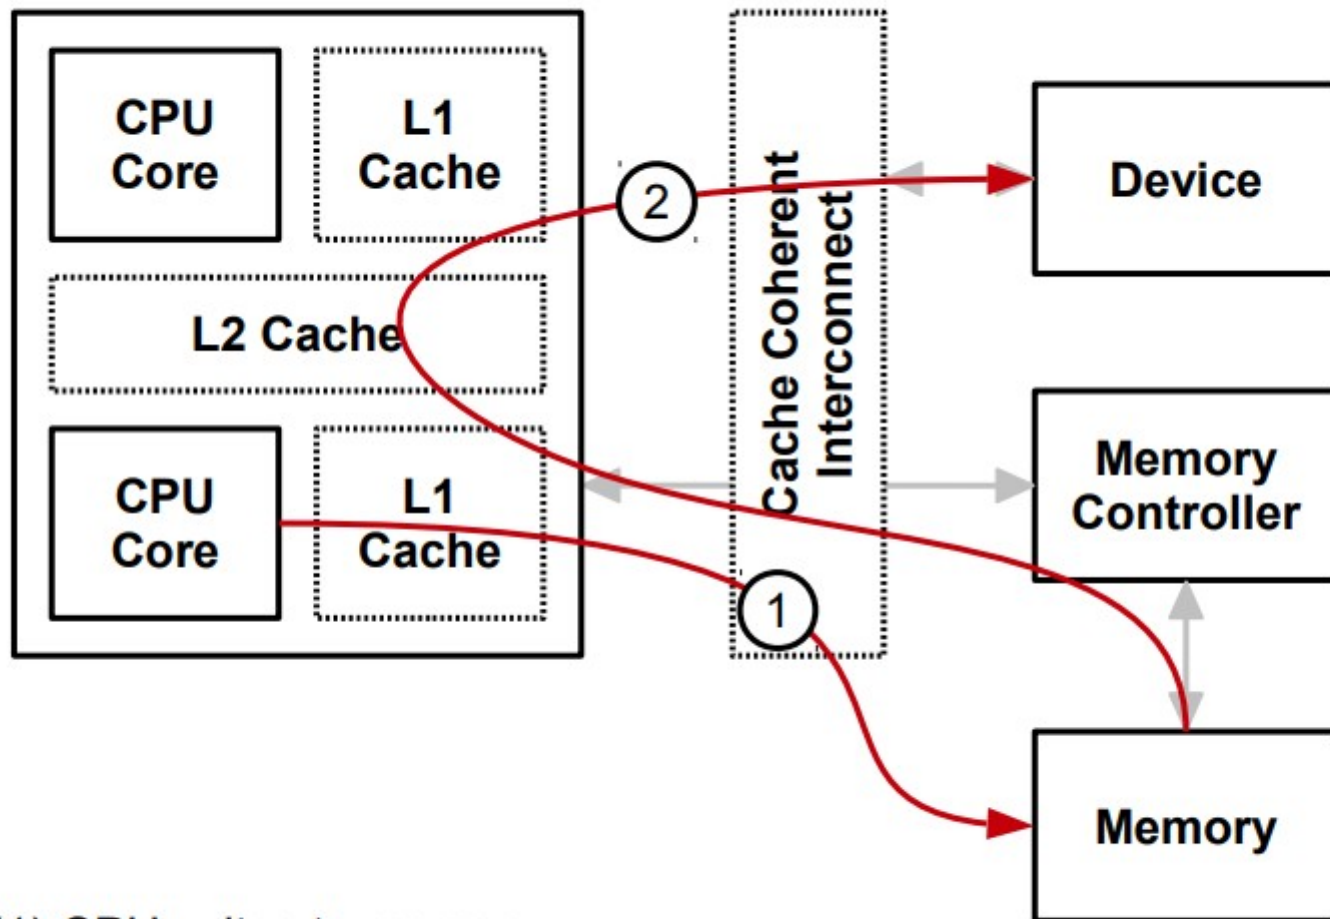 CPU
Core
L1
Cache
2
Device
L2 Cache
Cache Coherent
Interconnect
Memory
Controller
CPU
Core
L1
Cache
1
Memory